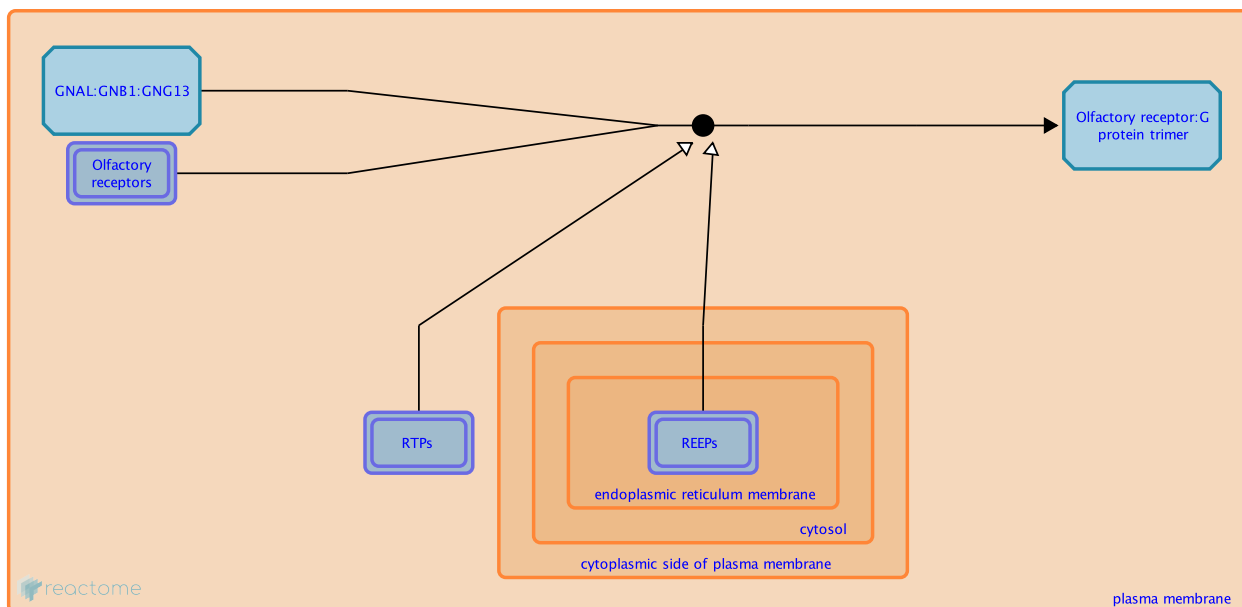 GNAL:GNB1:GNG13
Olfactory receptor:G
protein trimer
Olfactory
receptors
RTPs
REEPs
endoplasmic reticulum membrane
cytosol
cytoplasmic side of plasma membrane
reactome
plasma membrane